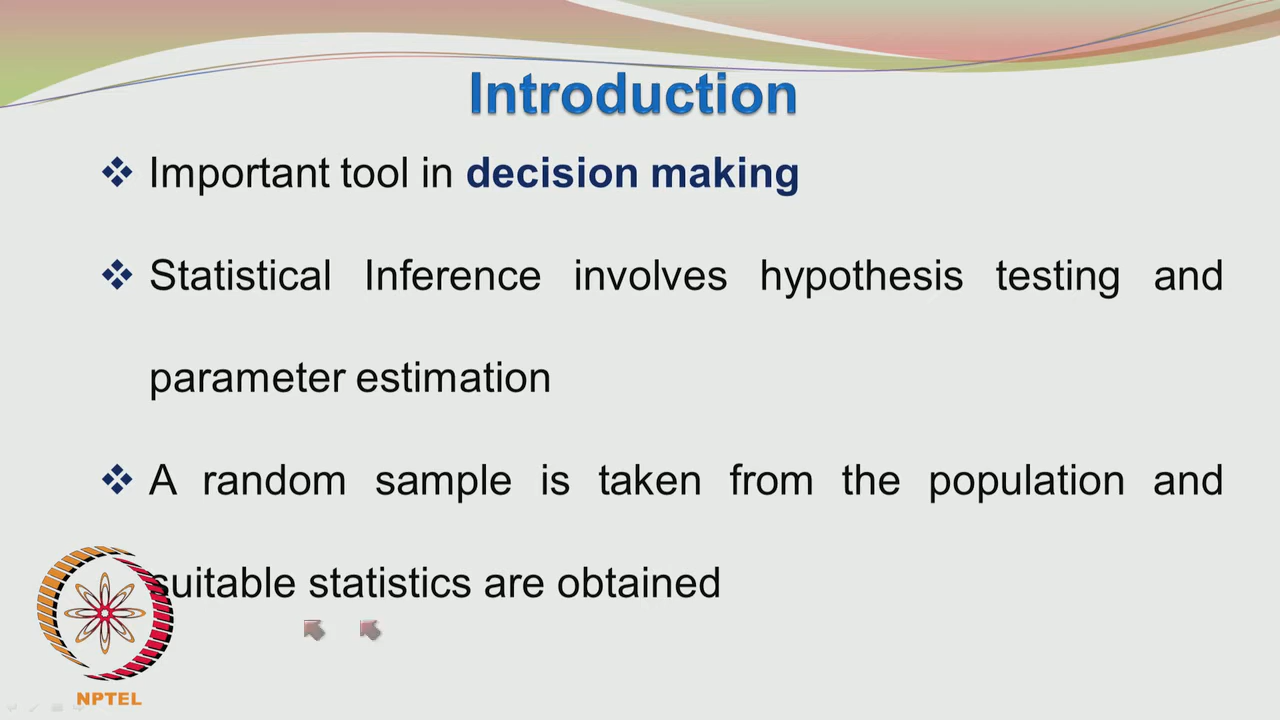 Introduction
Important tool in decision making
Statistical Inference involves hypothesis testing and
parameter estimation
A random sample is taken from the population and
suitable statistics are obtained
NPTEL